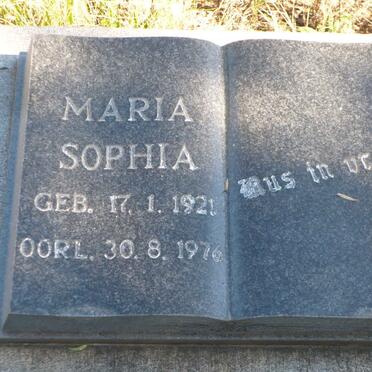 MARIA
SOPHIA
GEB. 17. 1. 1921
OORL. 30. 8. 1976
Rus in